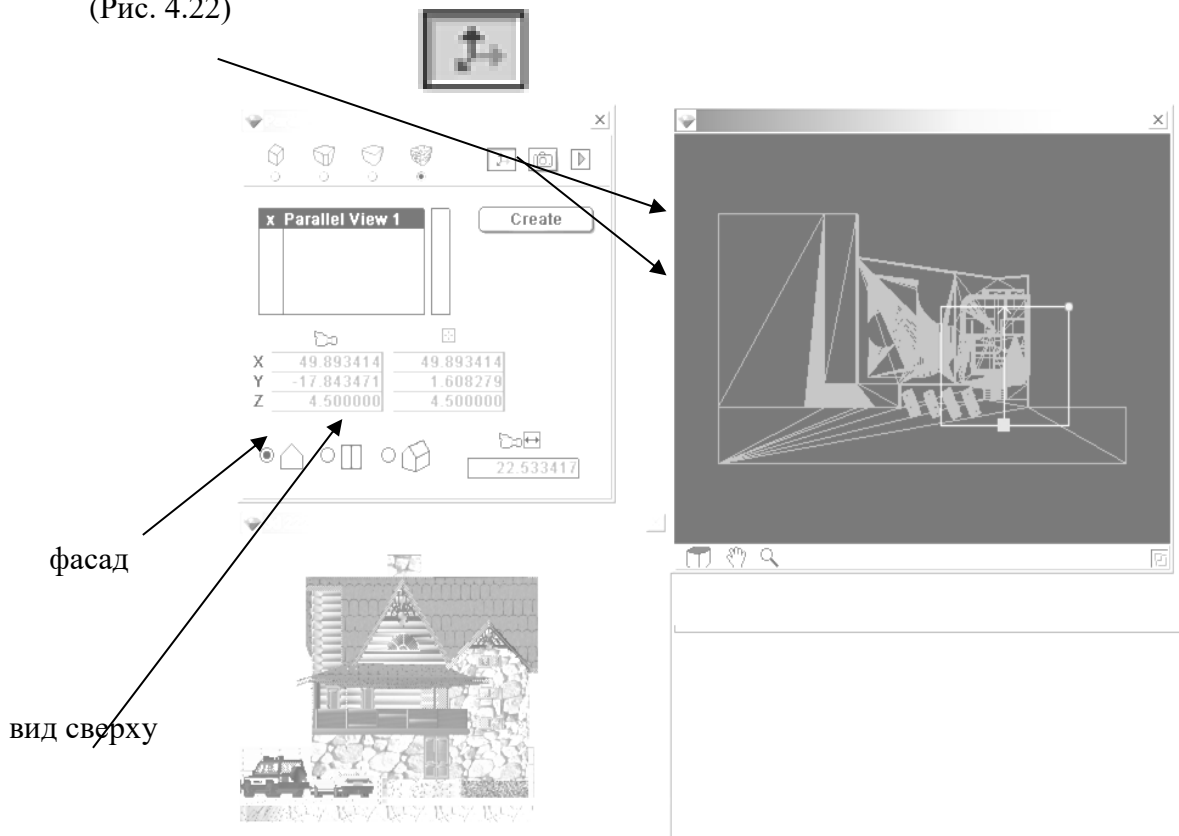 (Рис. 4.22)
x Parallel View 1
Create
X 49.893414 49.893414
Y -17.843471 1.608279
Z 4.500000 4.500000
22.533417
фасад
вид сверху